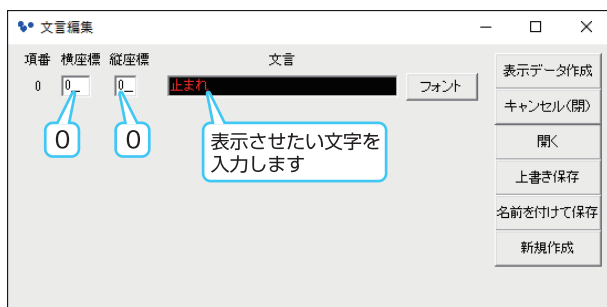 文言編集
項番 横座標 縦座標 文言
0 0_ 0_ 止まれ フォント
0 0 表示させたい文字を
入力します
表示データ作成
キャンセル(閉)
開く
上書き保存
名前を付けて保存
新規作成